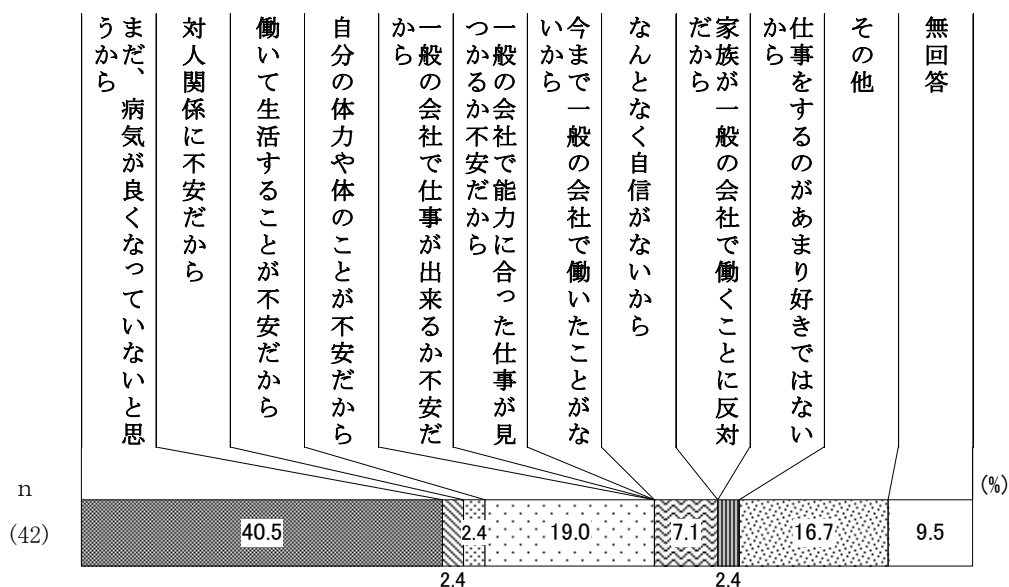 まだ、病気が良くなっていないと思
うから
対人関係に不安だから
働いて生活することが不安だから
自分の体力や体のことが不安だから
一般の会社で仕事が出来るか不安だ
から
一般の会社で能力に合った仕事が見
つかるか不安だから
今まで一般の会社で働いたことがな
いから
なんとなく自信がないから
家族が一般の会社で働くことに反対
だから
仕事をするのがあまり好きではない
から
その他
無回答
n
(%)
(42)
40.5
2.4
19.0
7.1
16.7
9.5
2.4
2.4